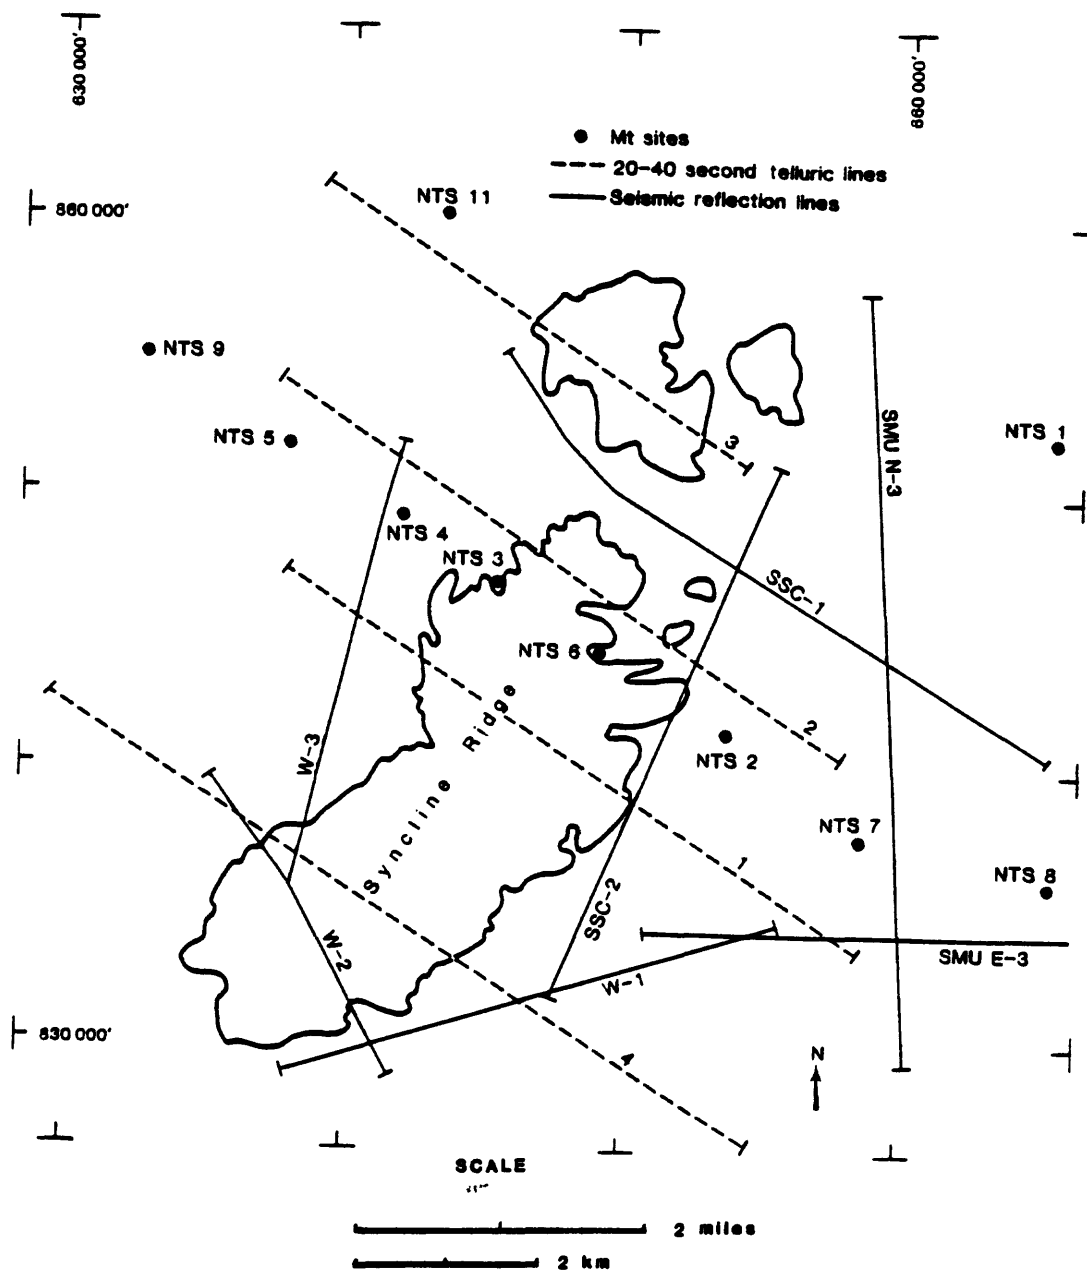 630 000'
660 000'
Mt sites
20-40 second telluric lines
Seismic reflection lines
860 000'
NTS 11
NTS 9
NTS 5
NTS 4
NTS 3
NTS 6
NTS 1
3
SMU N-3
SSC-1
2
NTS 2
W-3
Syncline Ridge
NTS 7
1
NTS 8
SSC-2
W-2
SMU E-3
W-1
830 000'
4
N
SCALE
2 miles
2 km